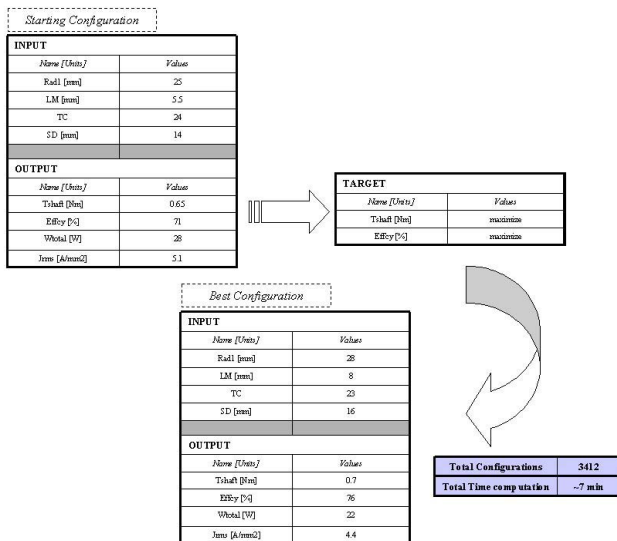 Starting Configuration
INPUT
Name [Units] Values
Rad1 [mm] 25
LM [mm] 5.5
TC 24
SD [mm] 14
OUTPUT
Name [Units] Values
Tshaft [Nm] 0.65
Effcy [%] 71
Wtotal [W] 28
Jrms [A/mm2] 5.1
TARGET
Name [Units] Values
Tshaft [Nm] maximize
Effcy [%] maximize
Best Configuration
INPUT
Name [Units] Values
Rad1 [mm] 28
LM [mm] 8
TC 23
SD [mm] 16
OUTPUT
Name [Units] Values
Tshaft [Nm] 0.7
Effcy [%] 76
Wtotal [W] 22
Jrms [A/mm2] 4.4
Total Configurations 3412
Total Time computation ~7 min